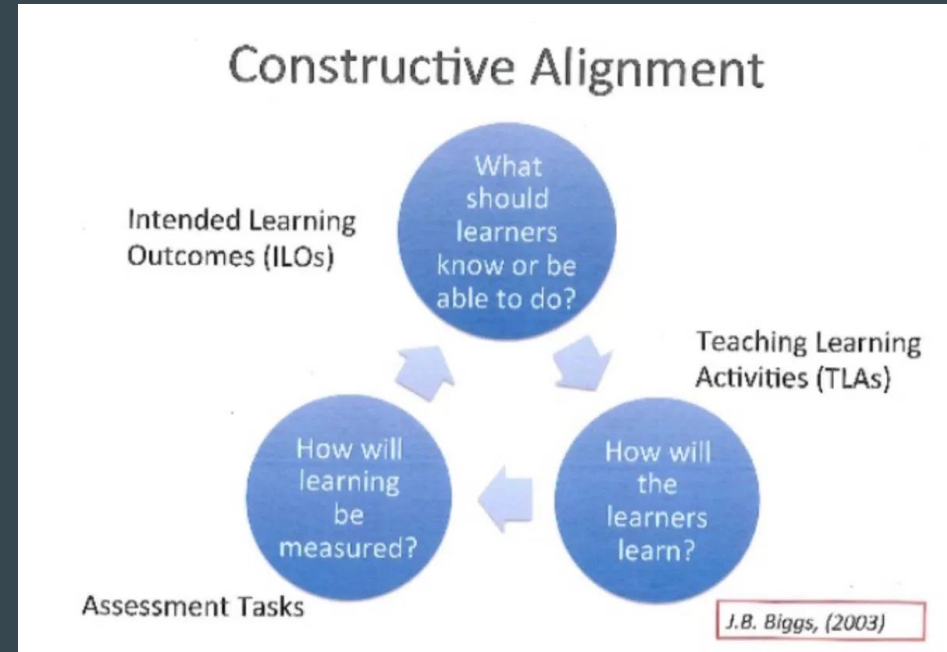 Constructive Alignment
What
should
learners
know or be
able to do?
Intended Learning
Outcomes (ILOs)
Teaching Learning
Activities (TLAs)
How will
learning
be
measured?
How will
the
learners
learn?
Assessment Tasks
J.B. Biggs, (2003)